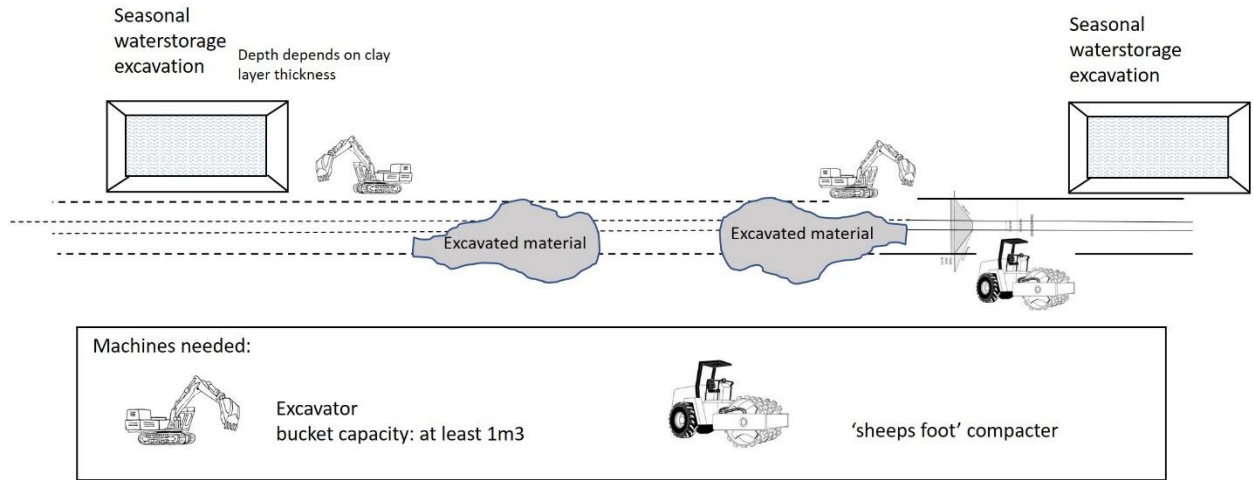 Seasonal
waterstorage
excavation
Depth depends on clay
layer thickness
Seasonal
waterstorage
excavation
Excavated material
Excavated material
Machines needed:
Excavator
bucket capacity: at least 1m3
‘sheeps foot’ compacter